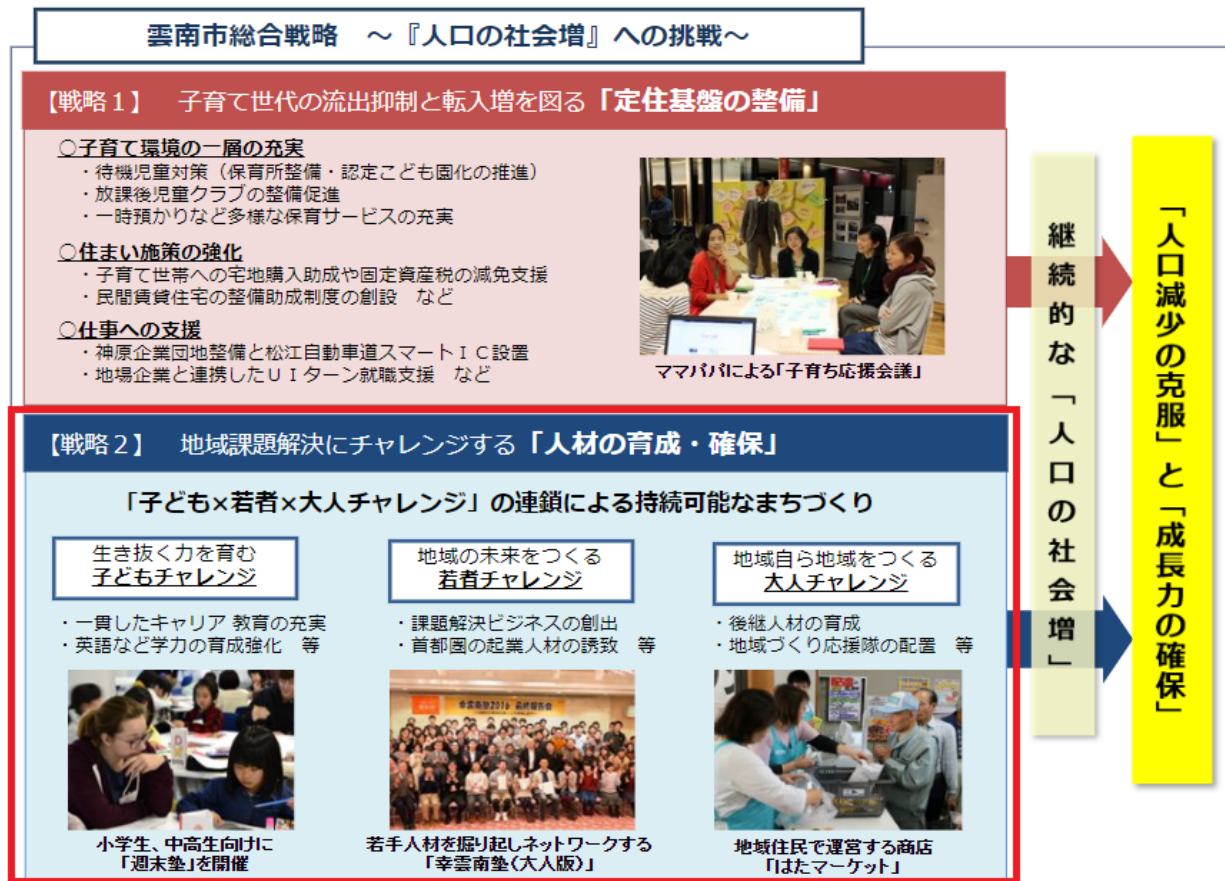 雲南市総合戦略　～『人口の社会増』への挑戦～
【戦略１】　子育て世代の流出抑制と転入増を図る「定住基盤の整備」
○子育て環境の一層の充実
・待機児童対策（保育所整備・認定こども園化の推進）
・放課後児童クラブの整備促進
・一時預かりなど多様な保育サービスの充実
○住まい施策の強化
・子育て世帯への宅地購入助成や固定資産税の減免支援
・民間賃貸住宅の整備助成制度の創設　など
○仕事への支援
・神原企業団地整備と松江自動車道スマートＩＣ設置
・地場企業と連携したＵＩターン就職支援　など
ママパパによる「子育ち応援会議」
【戦略２】　地域課題解決にチャレンジする「人材の育成・確保」
「子ども×若者×大人チャレンジ」の連鎖による持続可能なまちづくり
生き抜く力を育む
子どもチャレンジ
・一貫したキャリア 教育の充実
・英語など学力の育成強化　等
小学生、中高生向けに
「週末塾」を開催
地域の未来をつくる
若者チャレンジ
・課題解決ビジネスの創出
・首都圏の起業人材の誘致　等
幸雲南塾2016 最終報告会
若手人材を掘り起しネットワークする
「幸雲南塾（大人版）」
地域自ら地域をつくる
大人チャレンジ
・後継人材の育成
・地域づくり応援隊の配置　等
地域住民で運営する商店
「はたマーケット」
継続的な「人口の社会増」
「人口減少の克服」と「成長力の確保」